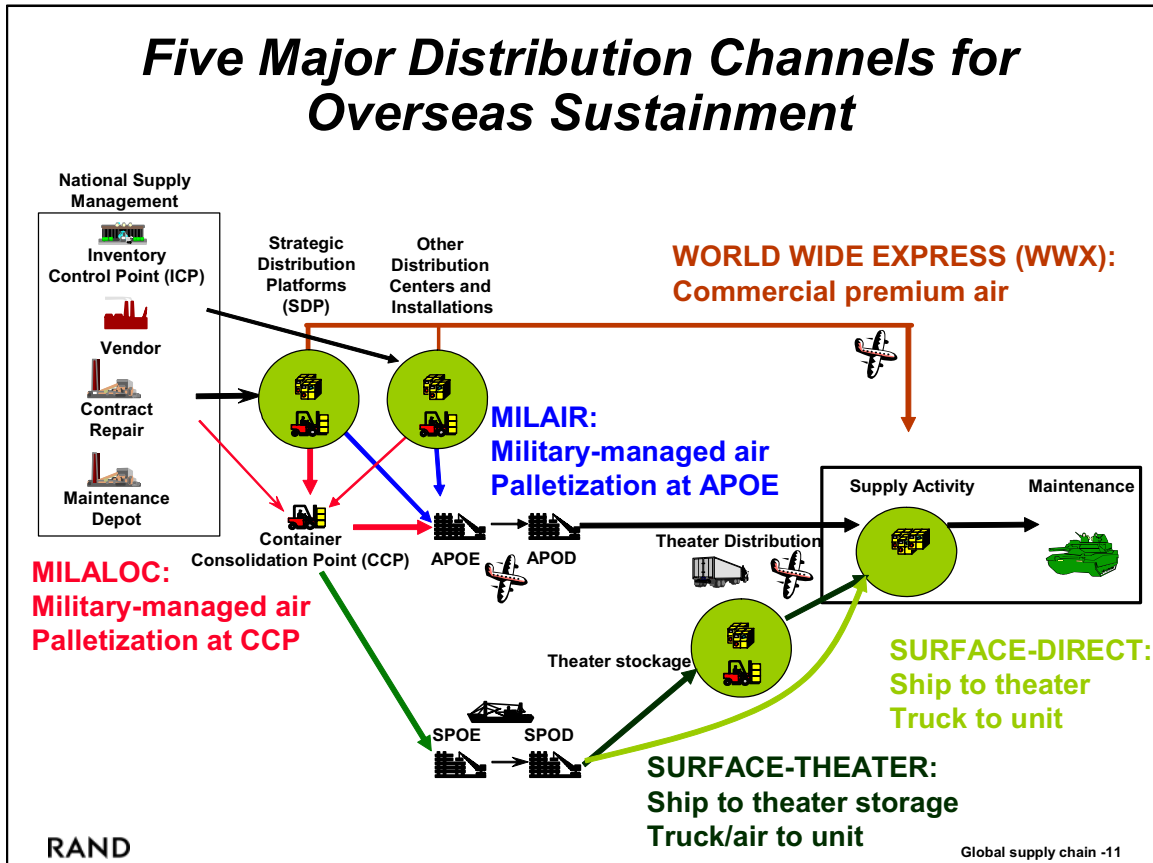 Five Major Distribution Channels for
Overseas Sustainment
National Supply
Management
Inventory
Control Point (ICP)
Vendor
Contract
Repair
Maintenance
Depot
Strategic
Distribution
Platforms
(SDP)
Other
Distribution
Centers and
Installations
WORLD WIDE EXPRESS (WWX):
Commercial premium air
MILAIR:
Military-managed air
Palletization at APOE
Supply Activity
Maintenance
Container
Consolidation Point (CCP)
APOE
APOD
Theater Distribution
MILALOC:
Military-managed air
Palletization at CCP
Theater stockage
SURFACE-DIRECT:
Ship to theater
Truck to unit
SPOE
SPOD
SURFACE-THEATER:
Ship to theater storage
Truck/air to unit
RAND
Global supply chain -11